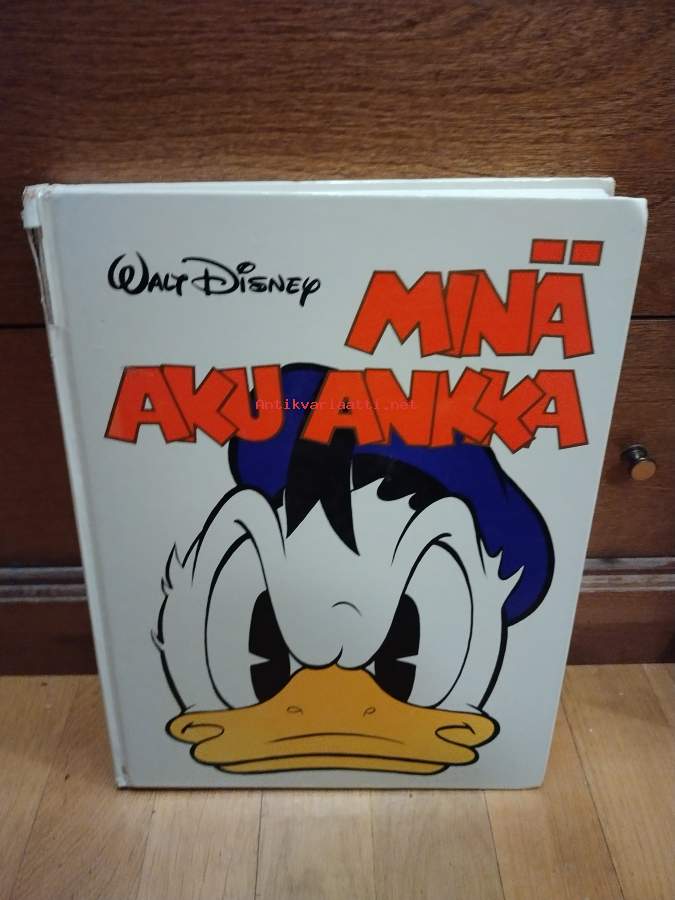 WALT DISNEY
MINÄ
AKU ANKKA
Antikvariaatti.net